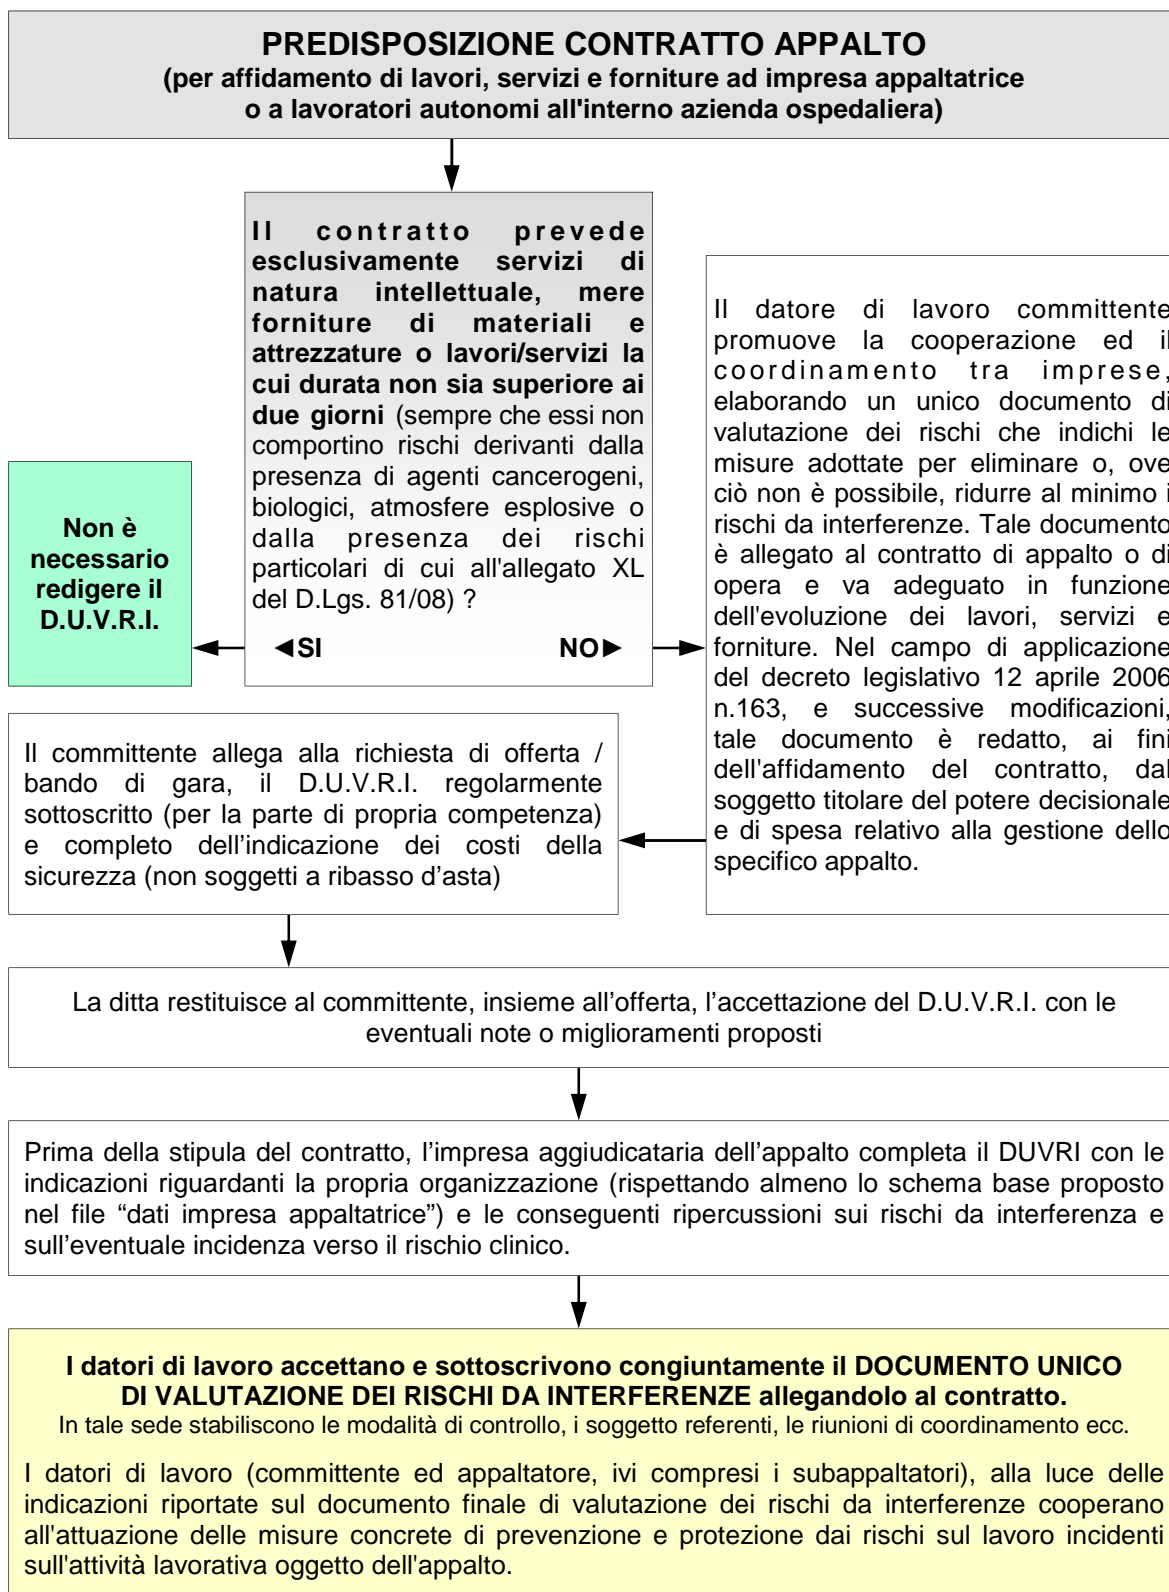 PREDISPOSIZIONE CONTRATTO APPALTO
(per affidamento di lavori, servizi e forniture ad impresa appaltatrice
o a lavoratori autonomi all'interno azienda ospedaliera)
Il contratto prevede
esclusivamente servizi di
natura intellettuale, mere
forniture di materiali e
attrezzature o lavori/servizi la
cui durata non sia superiore ai
due giorni (sempre che essi non
comportino rischi derivanti dalla
presenza di agenti cancerogeni,
biologici, atmosfere esplosive o
dalla presenza dei rischi
particolari di cui all'allegato XL
del D.Lgs. 81/08) ?
◄SI NO►
Non è
necessario
redigere il
D.U.V.R.I.
Il datore di lavoro committente
promuove la cooperazione ed il
coordinamento tra imprese,
elaborando un unico documento di
valutazione dei rischi che indichi le
misure adottate per eliminare o, ove
ciò non è possibile, ridurre al minimo i
rischi da interferenze. Tale documento
è allegato al contratto di appalto o di
opera e va adeguato in funzione
dell'evoluzione dei lavori, servizi e
forniture. Nel campo di applicazione
del decreto legislativo 12 aprile 2006
n.163, e successive modificazioni,
tale documento è redatto, ai fini
dell'affidamento del contratto, dal
soggetto titolare del potere decisionale
e di spesa relativo alla gestione dello
specifico appalto.
Il committente allega alla richiesta di offerta /
bando di gara, il D.U.V.R.I. regolarmente
sottoscritto (per la parte di propria competenza)
e completo dell’indicazione dei costi della
sicurezza (non soggetti a ribasso d’asta)
La ditta restituisce al committente, insieme all’offerta, l’accettazione del D.U.V.R.I. con le
eventuali note o miglioramenti proposti
Prima della stipula del contratto, l’impresa aggiudicataria dell’appalto completa il DUVRI con le
indicazioni riguardanti la propria organizzazione (rispettando almeno lo schema base proposto
nel file “dati impresa appaltatrice”) e le conseguenti ripercussioni sui rischi da interferenza e
sull’eventuale incidenza verso il rischio clinico.
I datori di lavoro accettano e sottoscrivono congiuntamente il DOCUMENTO UNICO
DI VALUTAZIONE DEI RISCHI DA INTERFERENZE allegandolo al contratto.
In tale sede stabiliscono le modalità di controllo, i soggetto referenti, le riunioni di coordinamento ecc.
I datori di lavoro (committente ed appaltatore, ivi compresi i subappaltatori), alla luce delle
indicazioni riportate sul documento finale di valutazione dei rischi da interferenze cooperano
all'attuazione delle misure concrete di prevenzione e protezione dai rischi sul lavoro incidenti
sull'attività lavorativa oggetto dell'appalto.